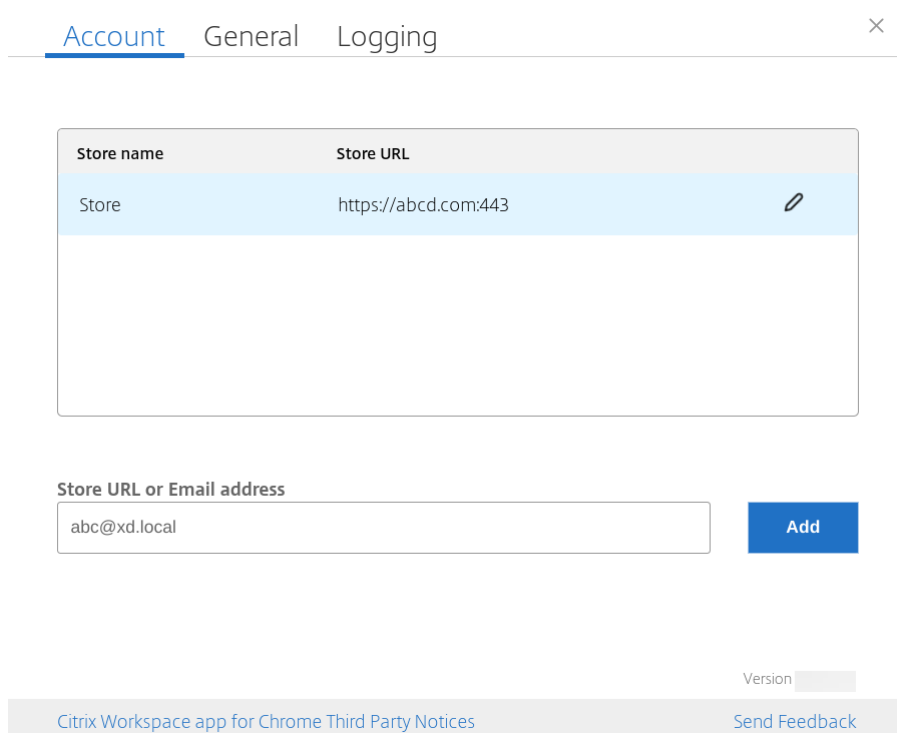 Account General Logging
Store name Store URL
Store https://abcd.com:443
Store URL or Email address
abc@xd.local Add
Version
Citrix Workspace app for Chrome Third Party Notices Send Feedback